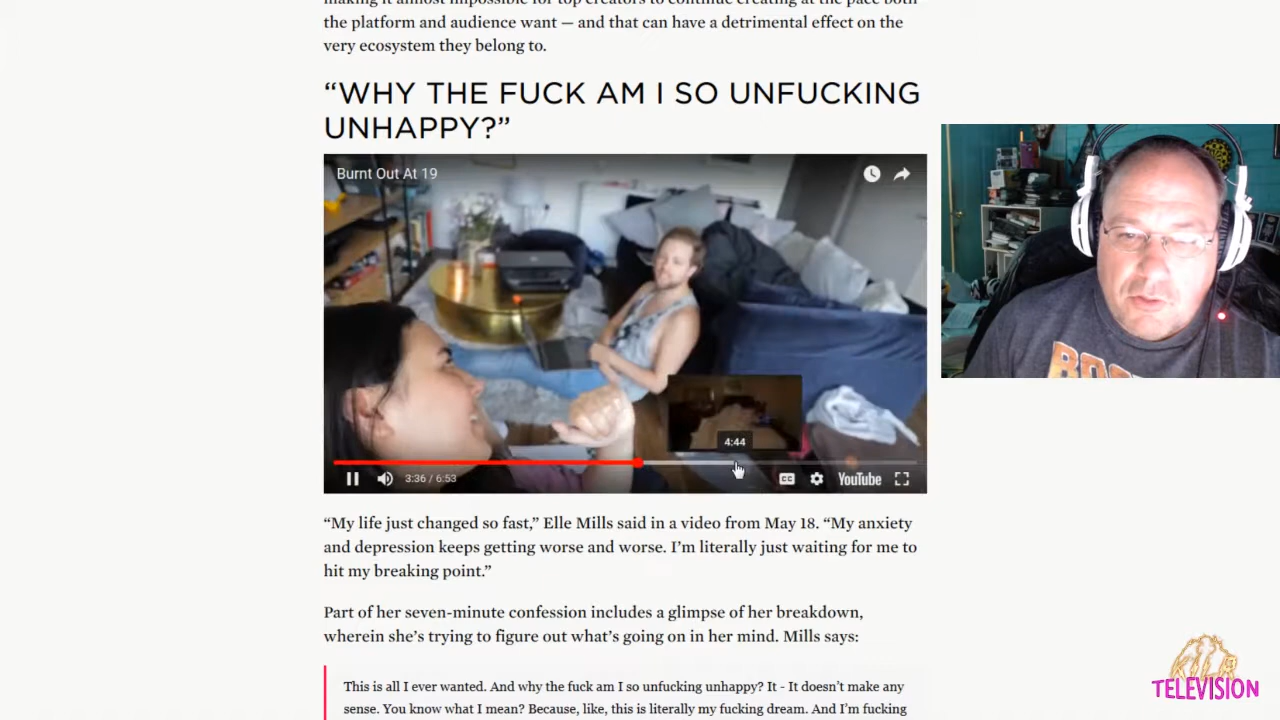 making it almost impossible for top creators to continue creating at the pace both
the platform and audience want — and that can have a detrimental effect on the
very ecosystem they belong to.
“WHY THE FUCK AM I SO UNFUCKING
UNHAPPY?”
Burnt Out At 19
4:44
3:36 / 6:53
CC
YouTube
“My life just changed so fast,” Elle Mills said in a video from May 18. “My anxiety
and depression keeps getting worse and worse. I’m literally just waiting for me to
hit my breaking point.”
Part of her seven-minute confession includes a glimpse of her breakdown,
wherein she’s trying to figure out what’s going on in her mind. Mills says:
This is all I ever wanted. And why the fuck am I so unfucking unhappy? It - It doesn’t make any
sense. You know what I mean? Because, like, this is literally my fucking dream. And I’m fucking
TELEVISION